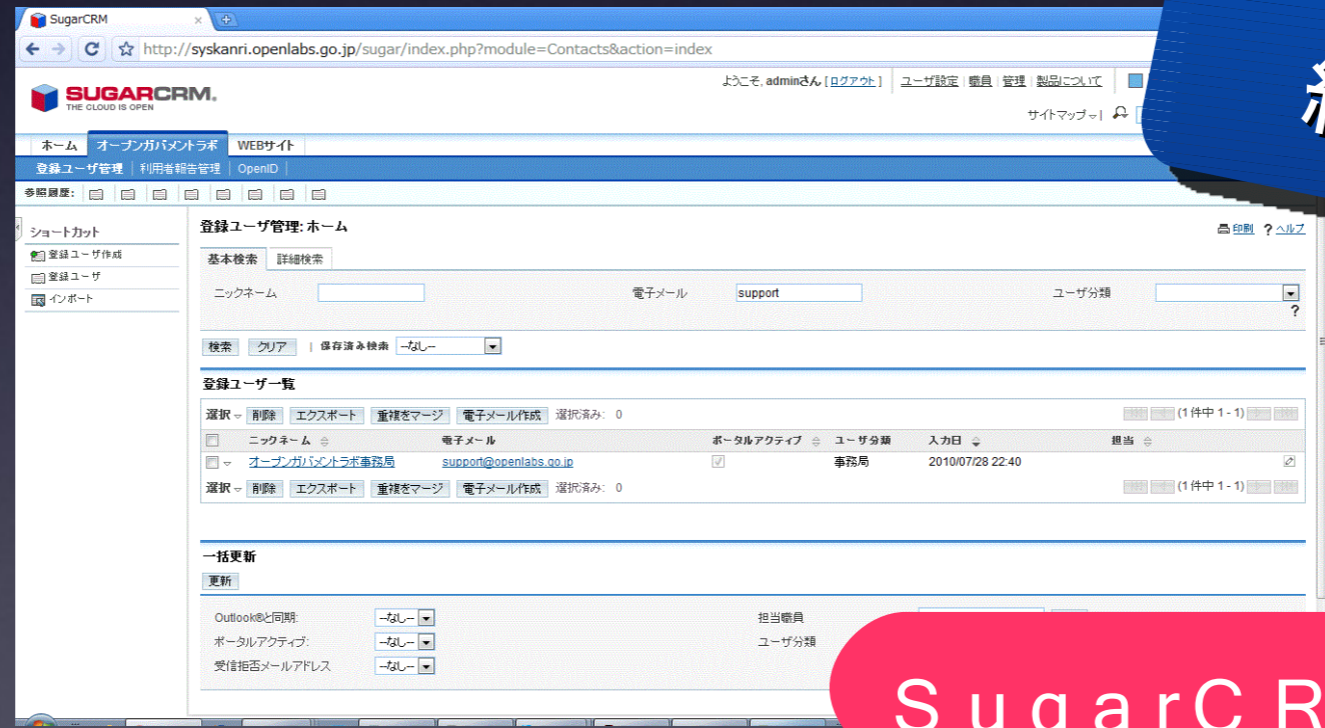 SugarCRM
http://syskanri.openlabs.go.jp/sugar/index.php?module=Contacts&action=index
SUGARCRM.
THE CLOUD IS OPEN
ようこそ, adminさん [ログアウト] ユーザ設定 | 職員 | 管理 | 製品について
サイトマップ
ホーム オープンガバメントラボ WEBサイト
登録ユーザ管理 | 利用者報告管理 | OpenID |
参照履歴:
ショートカット
登録ユーザ作成
登録ユーザ
インポート
登録ユーザ管理: ホーム
印刷 ? ヘルプ
基本検索 詳細検索
ニックネーム 電子メール support ユーザ分類
?
検索 クリア | 保存済み検索 --なし--
登録ユーザ一覧
選択 削除 エクスポート 重複をマージ 電子メール作成 選択済み: 0 (1 件中 1 - 1)
ニックネーム 電子メール ポータルアクティブ ユーザ分類 入力日 担当
オープンガバメントラボ事務局 support@openlabs.go.jp 事務局 2010/07/28 22:40
選択 削除 エクスポート 重複をマージ 電子メール作成 選択済み: 0 (1 件中 1 - 1)
一括更新
更新
Outlook®と同期: --なし-- 担当職員
ポータルアクティブ: --なし-- ユーザ分類
受信拒否メールアドレス --なし--
SugarCR